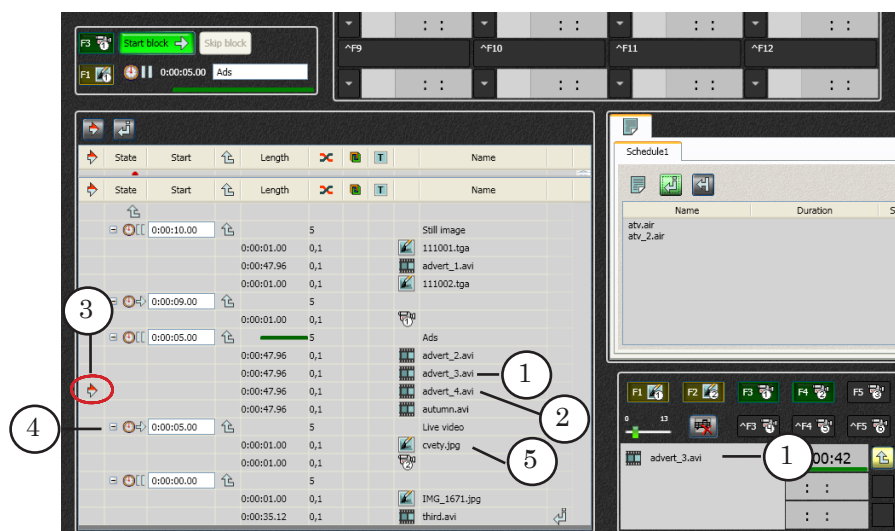 : : : : : : : :
F3 Start block Skip block
^F9 ^F10 ^F11 ^F12
F1 0:00:05.00 Ads
: : : : : : : :
State Start Length T Name
Schedule1
State Start Length T Name
Name Duration S
0:00:10.00 5 Still image
atv.air
atv_2.air
0:00:01.00 0,1 111001.tga
0:00:47.96 0,1 advert_1.avi
0:00:01.00 0,1 111002.tga
3
0:00:09.00 5
0:00:01.00 0,1
0:00:05.00 5 Ads
0:00:47.96 0,1 advert_2.avi
0:00:47.96 0,1 advert_3.avi 1
0:00:47.96 0,1 advert_4.avi
F1 1 F2 2 F3 1 F4 2 F5 3
0:00:47.96 0,1 autumn.avi 2
0 13
4 0:00:05.00 5 Live video
^F3 ^F4 ^F5
0:00:01.00 0,1 cvety.jpg
0:00:01.00 0,1 5
advert_3.avi 1 00:42
0:00:00.00 5
: :
0:00:01.00 0,1 IMG_1671.jpg
0:00:35.12 0,1 third.avi
: :